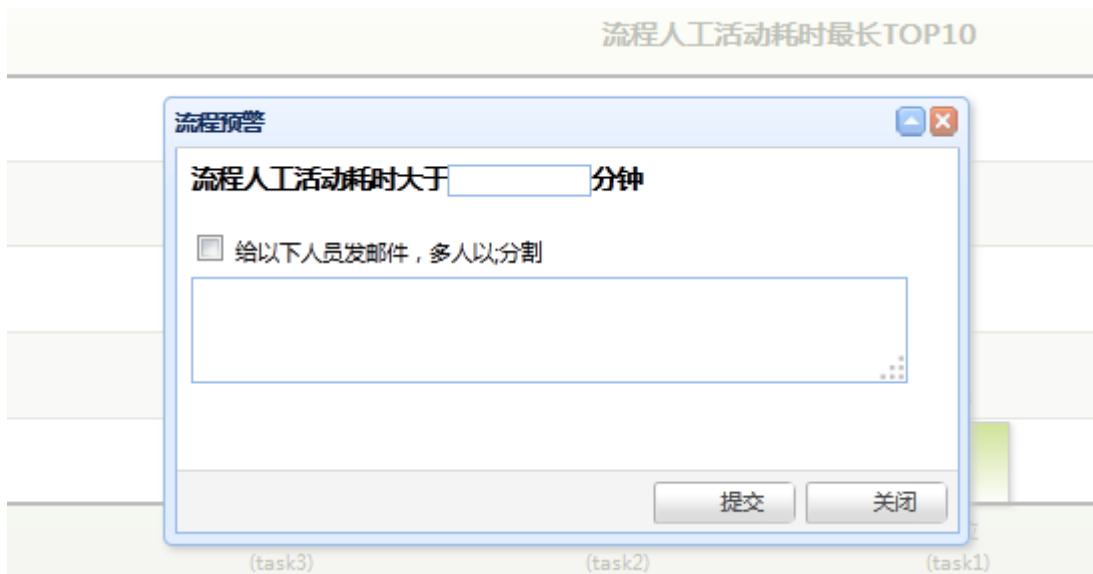 流程人工活动耗时最长TOP10
流程预警
流程人工活动耗时大于 分钟
给以下人员发邮件，多人以;分割
提交 关闭
(task3) (task2) (task1)